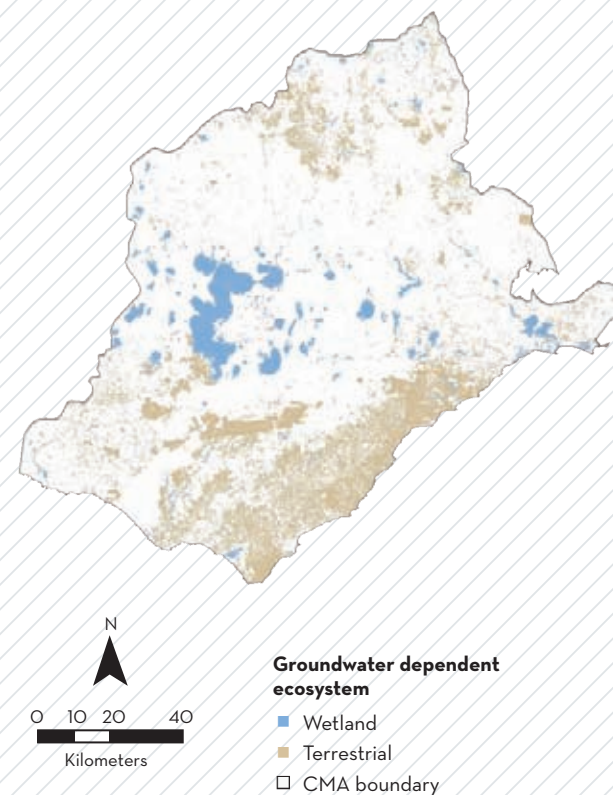 N
0 10 20 40
Kilometers
Groundwater dependent
ecosystem
Wetland
Terrestrial
CMA boundary